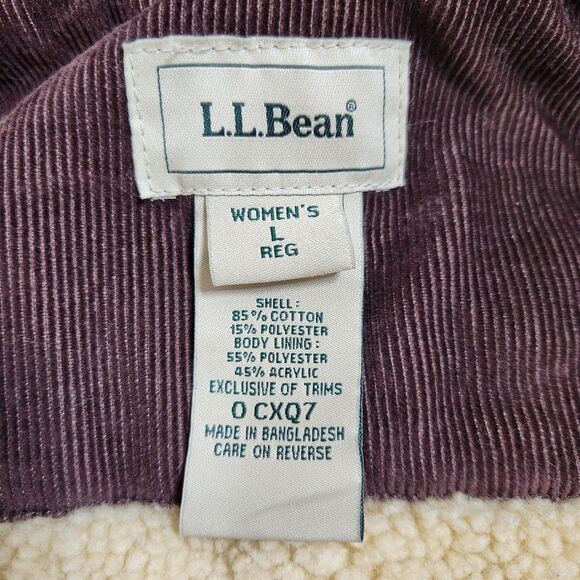 L.L.Bean®
WOMEN'S
L
REG
SHELL:
85% COTTON
15% POLYESTER
BODY LINING:
55% POLYESTER
45% ACRYLIC
EXCLUSIVE OF TRIMS
0 CXQ7
MADE IN BANGLADESH
CARE ON REVERSE